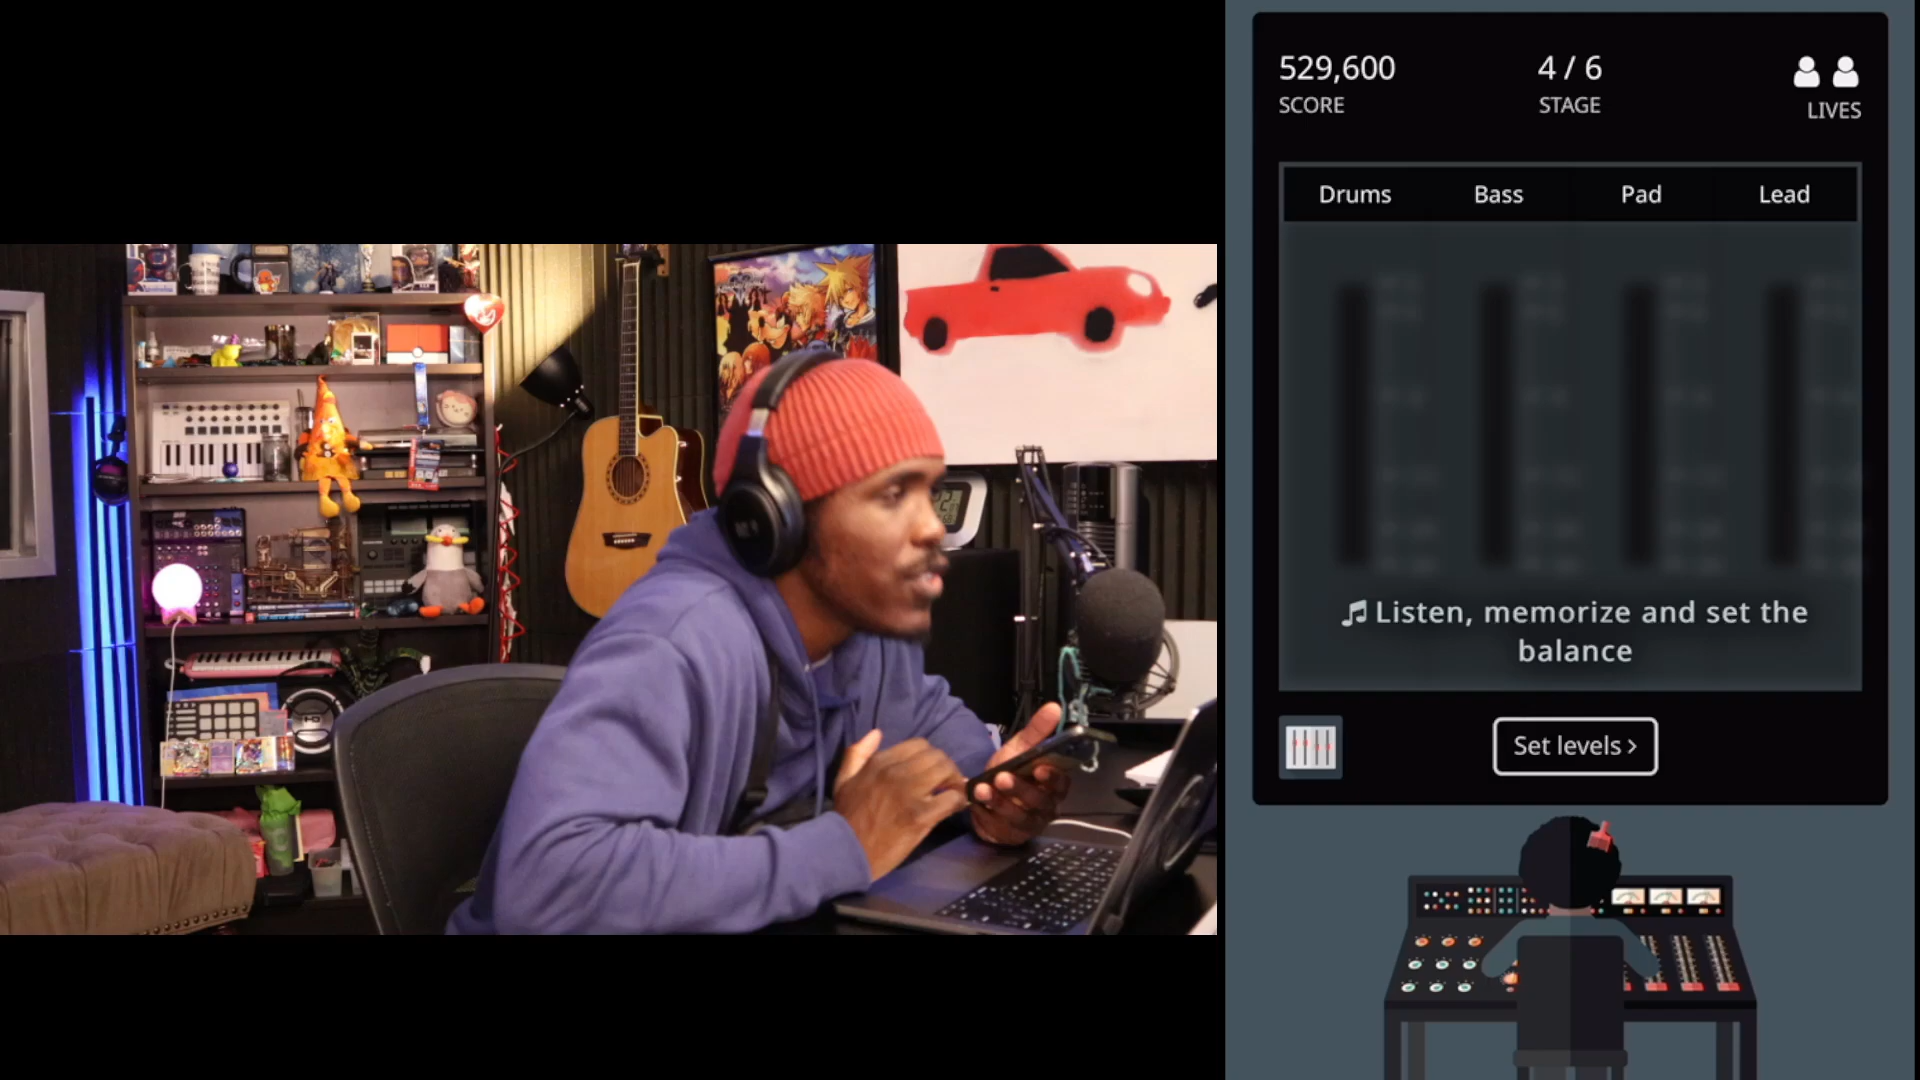 529,600
SCORE
4 / 6
STAGE
LIVES
Drums Bass Pad Lead
Listen, memorize and set the
balance
Set levels ›